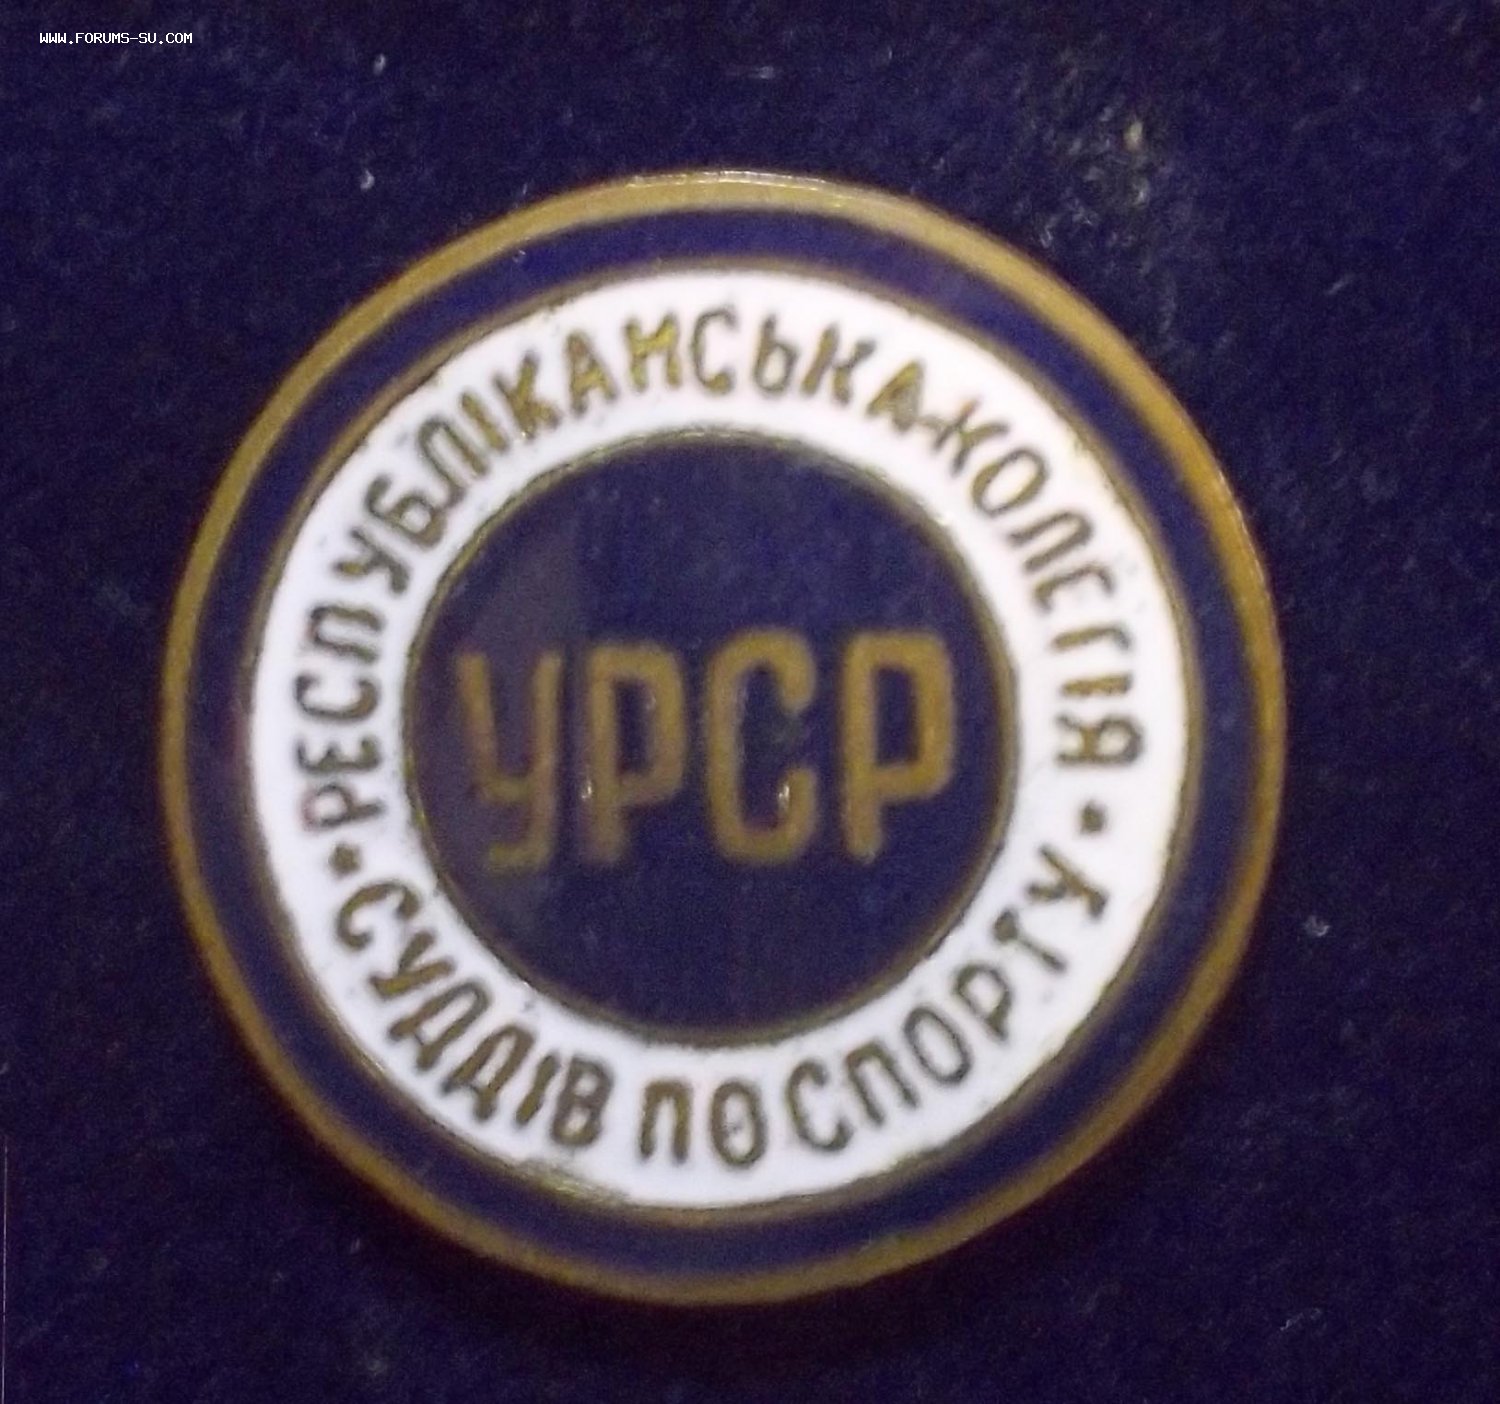 WWW.FORUMS-SU.COM
РЕСПУБЛІКАНСЬКА КОЛЕГІЯ
• СУДДІВ ПО СПОРТУ •
УРСР